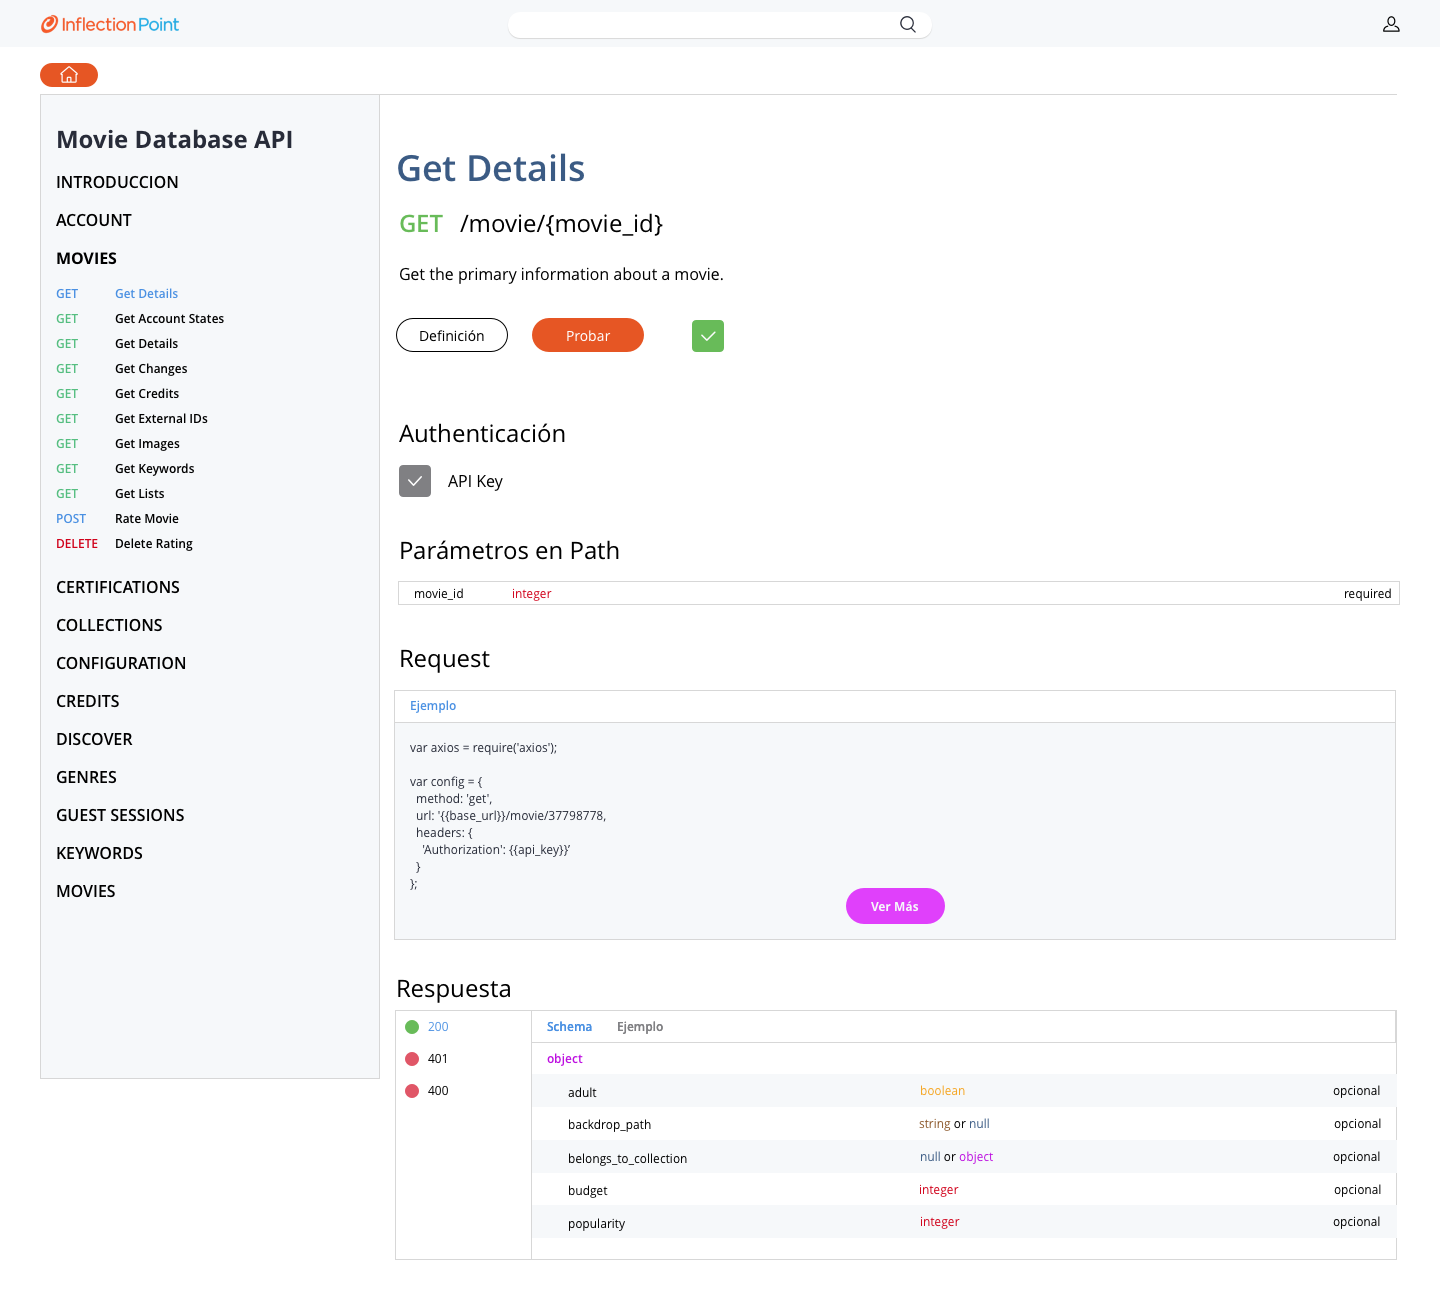 InflectionPoint
Movie Database API
INTRODUCCION
ACCOUNT
MOVIES
GET Get Details
GET Get Account States
GET Get Details
GET Get Changes
GET Get Credits
GET Get External IDs
GET Get Images
GET Get Keywords
GET Get Lists
POST Rate Movie
DELETE Delete Rating
CERTIFICATIONS
COLLECTIONS
CONFIGURATION
CREDITS
DISCOVER
GENRES
GUEST SESSIONS
KEYWORDS
MOVIES
Get Details
GET /movie/{movie_id}
Get the primary information about a movie.
Definición Probar
Authenticación
API Key
Parámetros en Path
movie_id integer required
Request
Ejemplo
var axios = require('axios');
var config = {
method: 'get',
url: '{{base_url}}/movie/37798778,
headers: {
'Authorization': {{api_key}}'
}
};
Ver Más
Respuesta
200
401
400
Schema Ejemplo
object
adult boolean opcional
backdrop_path string or null opcional
belongs_to_collection null or object opcional
budget integer opcional
popularity integer opcional